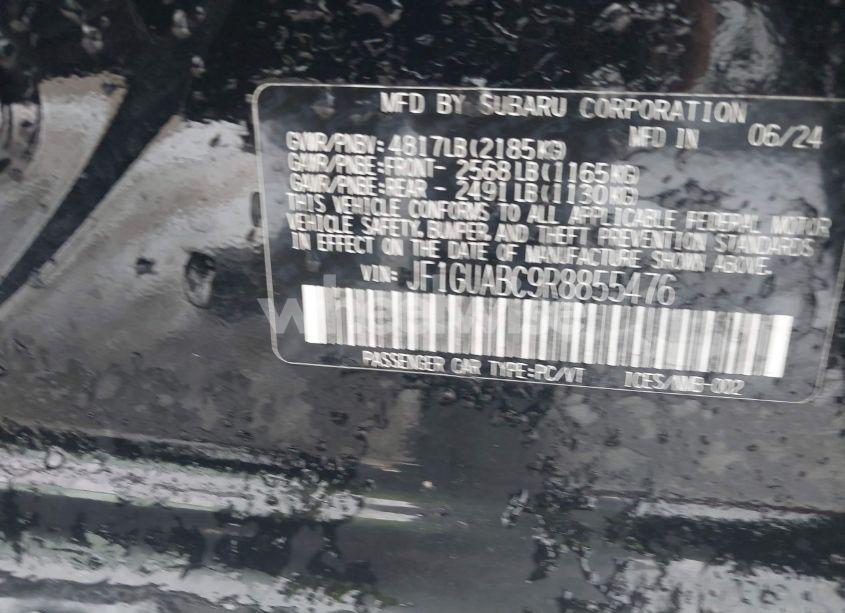 MFD BY SUBARU CORPORATION
MFD IN 06/24
GVWR/PNBV: 4817LB(2185KG)
GAWR/PNBE:FRONT- 2568LB(1165KG)
GAWR/PNBE:REAR - 2491LB(1130KG)
THIS VEHICLE CONFORMS TO ALL APPLICABLE FEDERAL MOTOR
VEHICLE SAFETY, BUMPER, AND THEFT PREVENTION STANDARDS
IN EFFECT ON THE DATE OF MANUFACTURE SHOWN ABOVE.
VIN: JF1GUABC9R8855476
PASSENGER CAR TYPE:PC/VT ICES/NMB-002